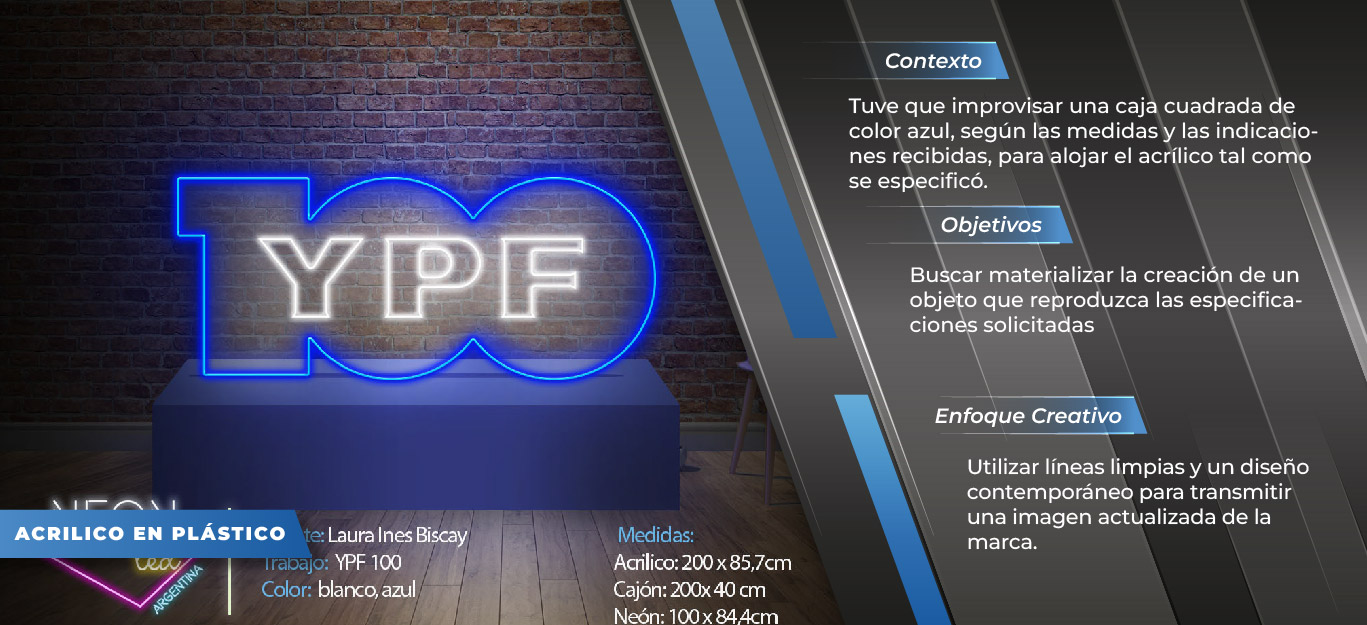 YPF
100
NEON
ACRILICO EN PLÁSTICO
led
ARGENTINA
te: Laura Ines Biscay
Trabajo: YPF 100
Color: blanco, azul
Medidas:
Acrilico: 200 x 85,7cm
Cajón: 200x 40 cm
Neón: 100 x 84,4cm
Contexto
Tuve que improvisar una caja cuadrada de
color azul, según las medidas y las indicacio-
nes recibidas, para alojar el acrílico tal como
se especificó.
Objetivos
Buscar materializar la creación de un
objeto que reproduzca las especifica-
ciones solicitadas
Enfoque Creativo
Utilizar líneas limpias y un diseño
contemporáneo para transmitir
una imagen actualizada de la
marca.